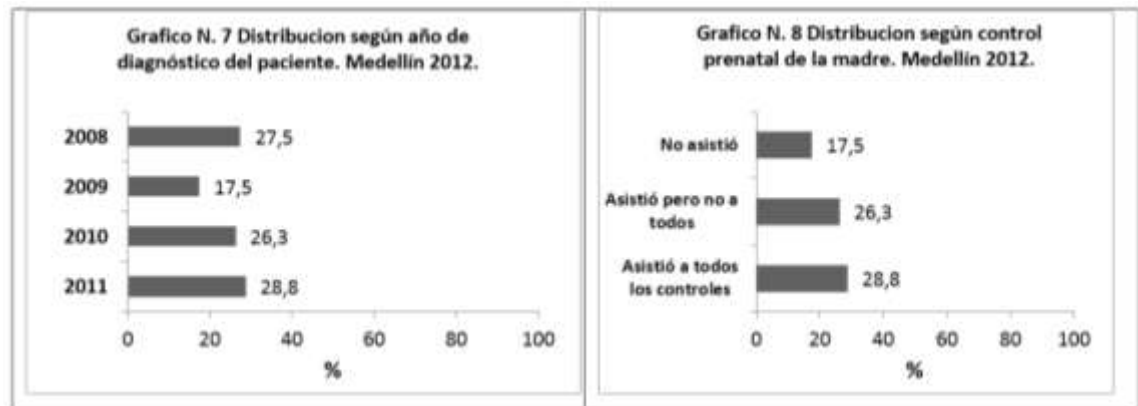 Grafico N. 7 Distribucion según año de
diagnóstico del paciente. Medellín 2012.
2008
27,5
2009
17,5
2010
26,3
2011
28,8
0 20 40 60 80 100
%
Grafico N. 8 Distribucion según control
prenatal de la madre. Medellín 2012.
No asistió
17,5
Asistió pero no a
todos
26,3
Asistió a todos
los controles
28,8
0 20 40 60 80 100
%